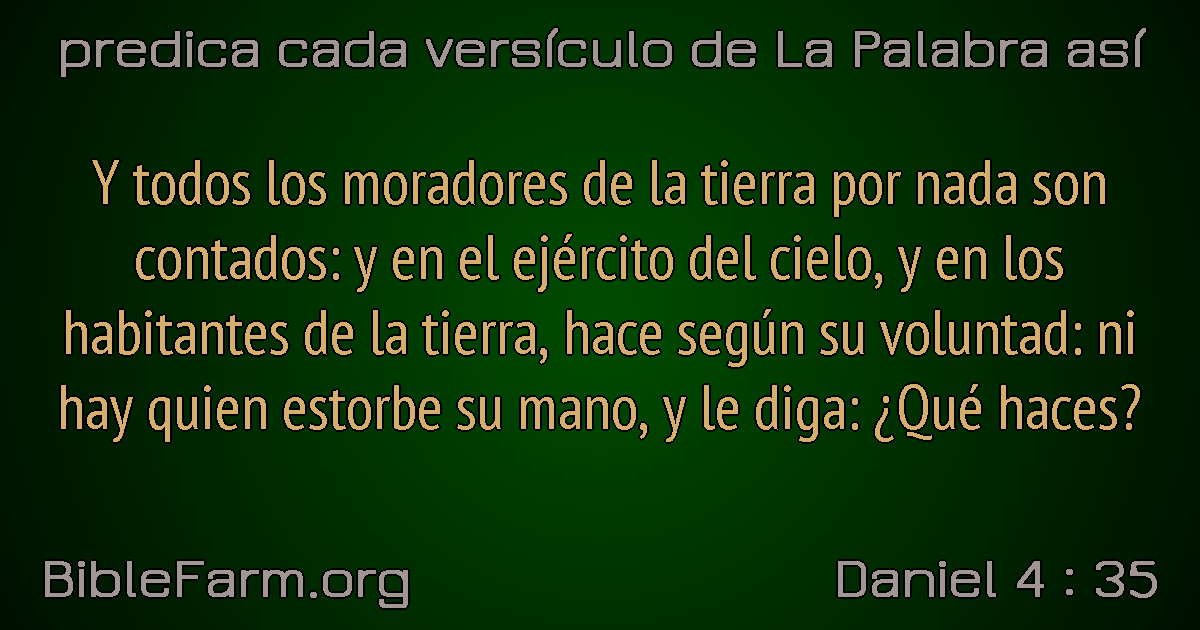 predica cada versículo de La Palabra así
Y todos los moradores de la tierra por nada son
contados: y en el ejército del cielo, y en los
habitantes de la tierra, hace según su voluntad: ni
hay quien estorbe su mano, y le diga: ¿Qué haces?
BibleFarm.org
Daniel 4 : 35